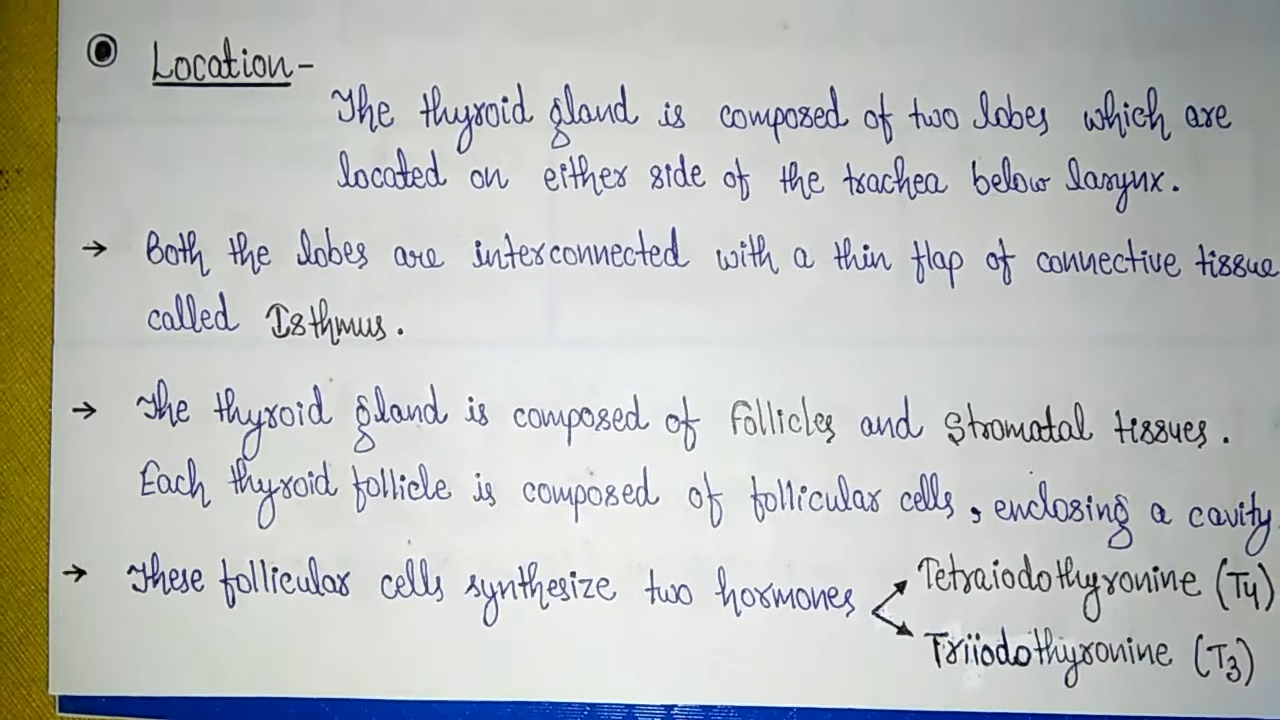 Location-
The thyroid gland is composed of two lobes which are
located on either side of the trachea below larynx.
→ Both the lobes are interconnected with a thin flap of connective tissue
called Isthmus.
→ The thyroid gland is composed of Follicles and Stromatal tissues.
Each thyroid follicle is composed of follicular cells, enclosing a cavity
→ These follicular cells synthesize two hormones
Tetraiodothyronine (T4)
Triiodothyronine (T3)